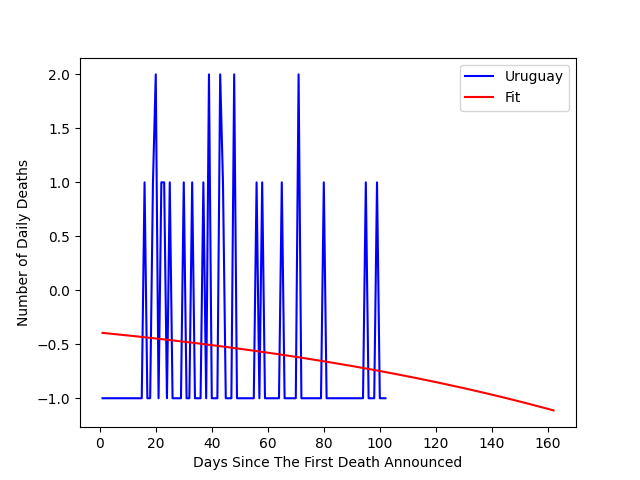 Uruguay
Fit
2.0
1.5
1.0
0.5
0.0
−0.5
−1.0
Number of Daily Deaths
0 20 40 60 80 100 120 140 160
Days Since The First Death Announced